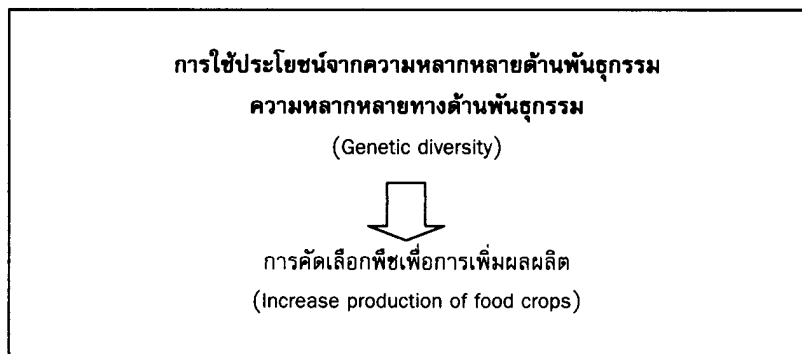 การใช้ประโยชน์จากความหลากหลายด้านพันธุกรรม
ความหลากหลายทางด้านพันธุกรรม
(Genetic diversity)
การคัดเลือกพืชเพื่อการเพิ่มผลผลิต
(Increase production of food crops)